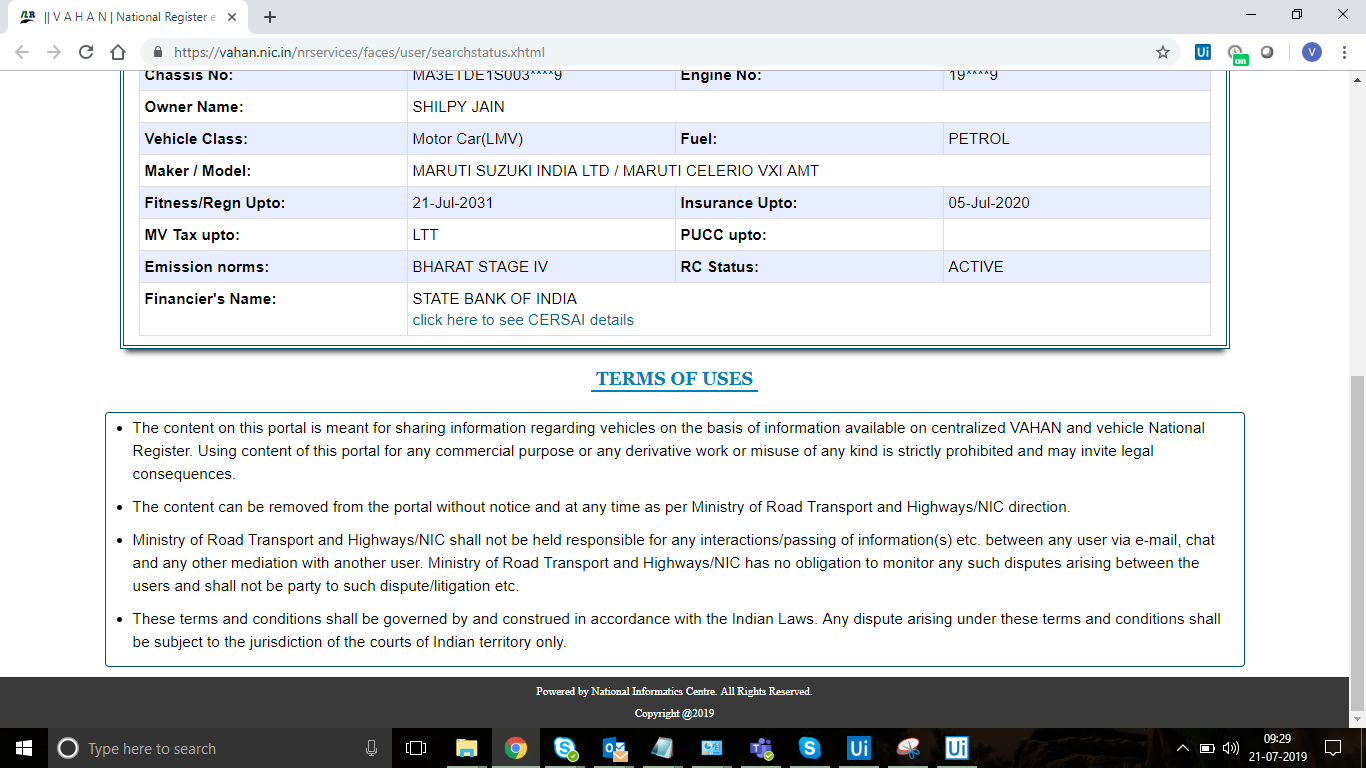 || V A H A N | National Register e
https://vahan.nic.in/nrservices/faces/user/searchstatus.xhtml
Ui
on
V
Chassis No: MA3ETDE1S003****9 Engine No: 19****9
Owner Name: SHILPY JAIN
Vehicle Class: Motor Car(LMV) Fuel: PETROL
Maker / Model: MARUTI SUZUKI INDIA LTD / MARUTI CELERIO VXI AMT
Fitness/Regn Upto: 21-Jul-2031 Insurance Upto: 05-Jul-2020
MV Tax upto: LTT PUCC upto:
Emission norms: BHARAT STAGE IV RC Status: ACTIVE
Financier's Name: STATE BANK OF INDIA
click here to see CERSAI details
TERMS OF USES
• The content on this portal is meant for sharing information regarding vehicles on the basis of information available on centralized VAHAN and vehicle National
Register. Using content of this portal for any commercial purpose or any derivative work or misuse of any kind is strictly prohibited and may invite legal
consequences.
• The content can be removed from the portal without notice and at any time as per Ministry of Road Transport and Highways/NIC direction.
• Ministry of Road Transport and Highways/NIC shall not be held responsible for any interactions/passing of information(s) etc. between any user via e-mail, chat
and any other mediation with another user. Ministry of Road Transport and Highways/NIC has no obligation to monitor any such disputes arising between the
users and shall not be party to such dispute/litigation etc.
• These terms and conditions shall be governed by and construed in accordance with the Indian Laws. Any dispute arising under these terms and conditions shall
be subject to the jurisdiction of the courts of Indian territory only.
Powered by National Informatics Centre. All Rights Reserved.
Copyright @2019
Type here to search
Ui
Ui
09:29
21-07-2019